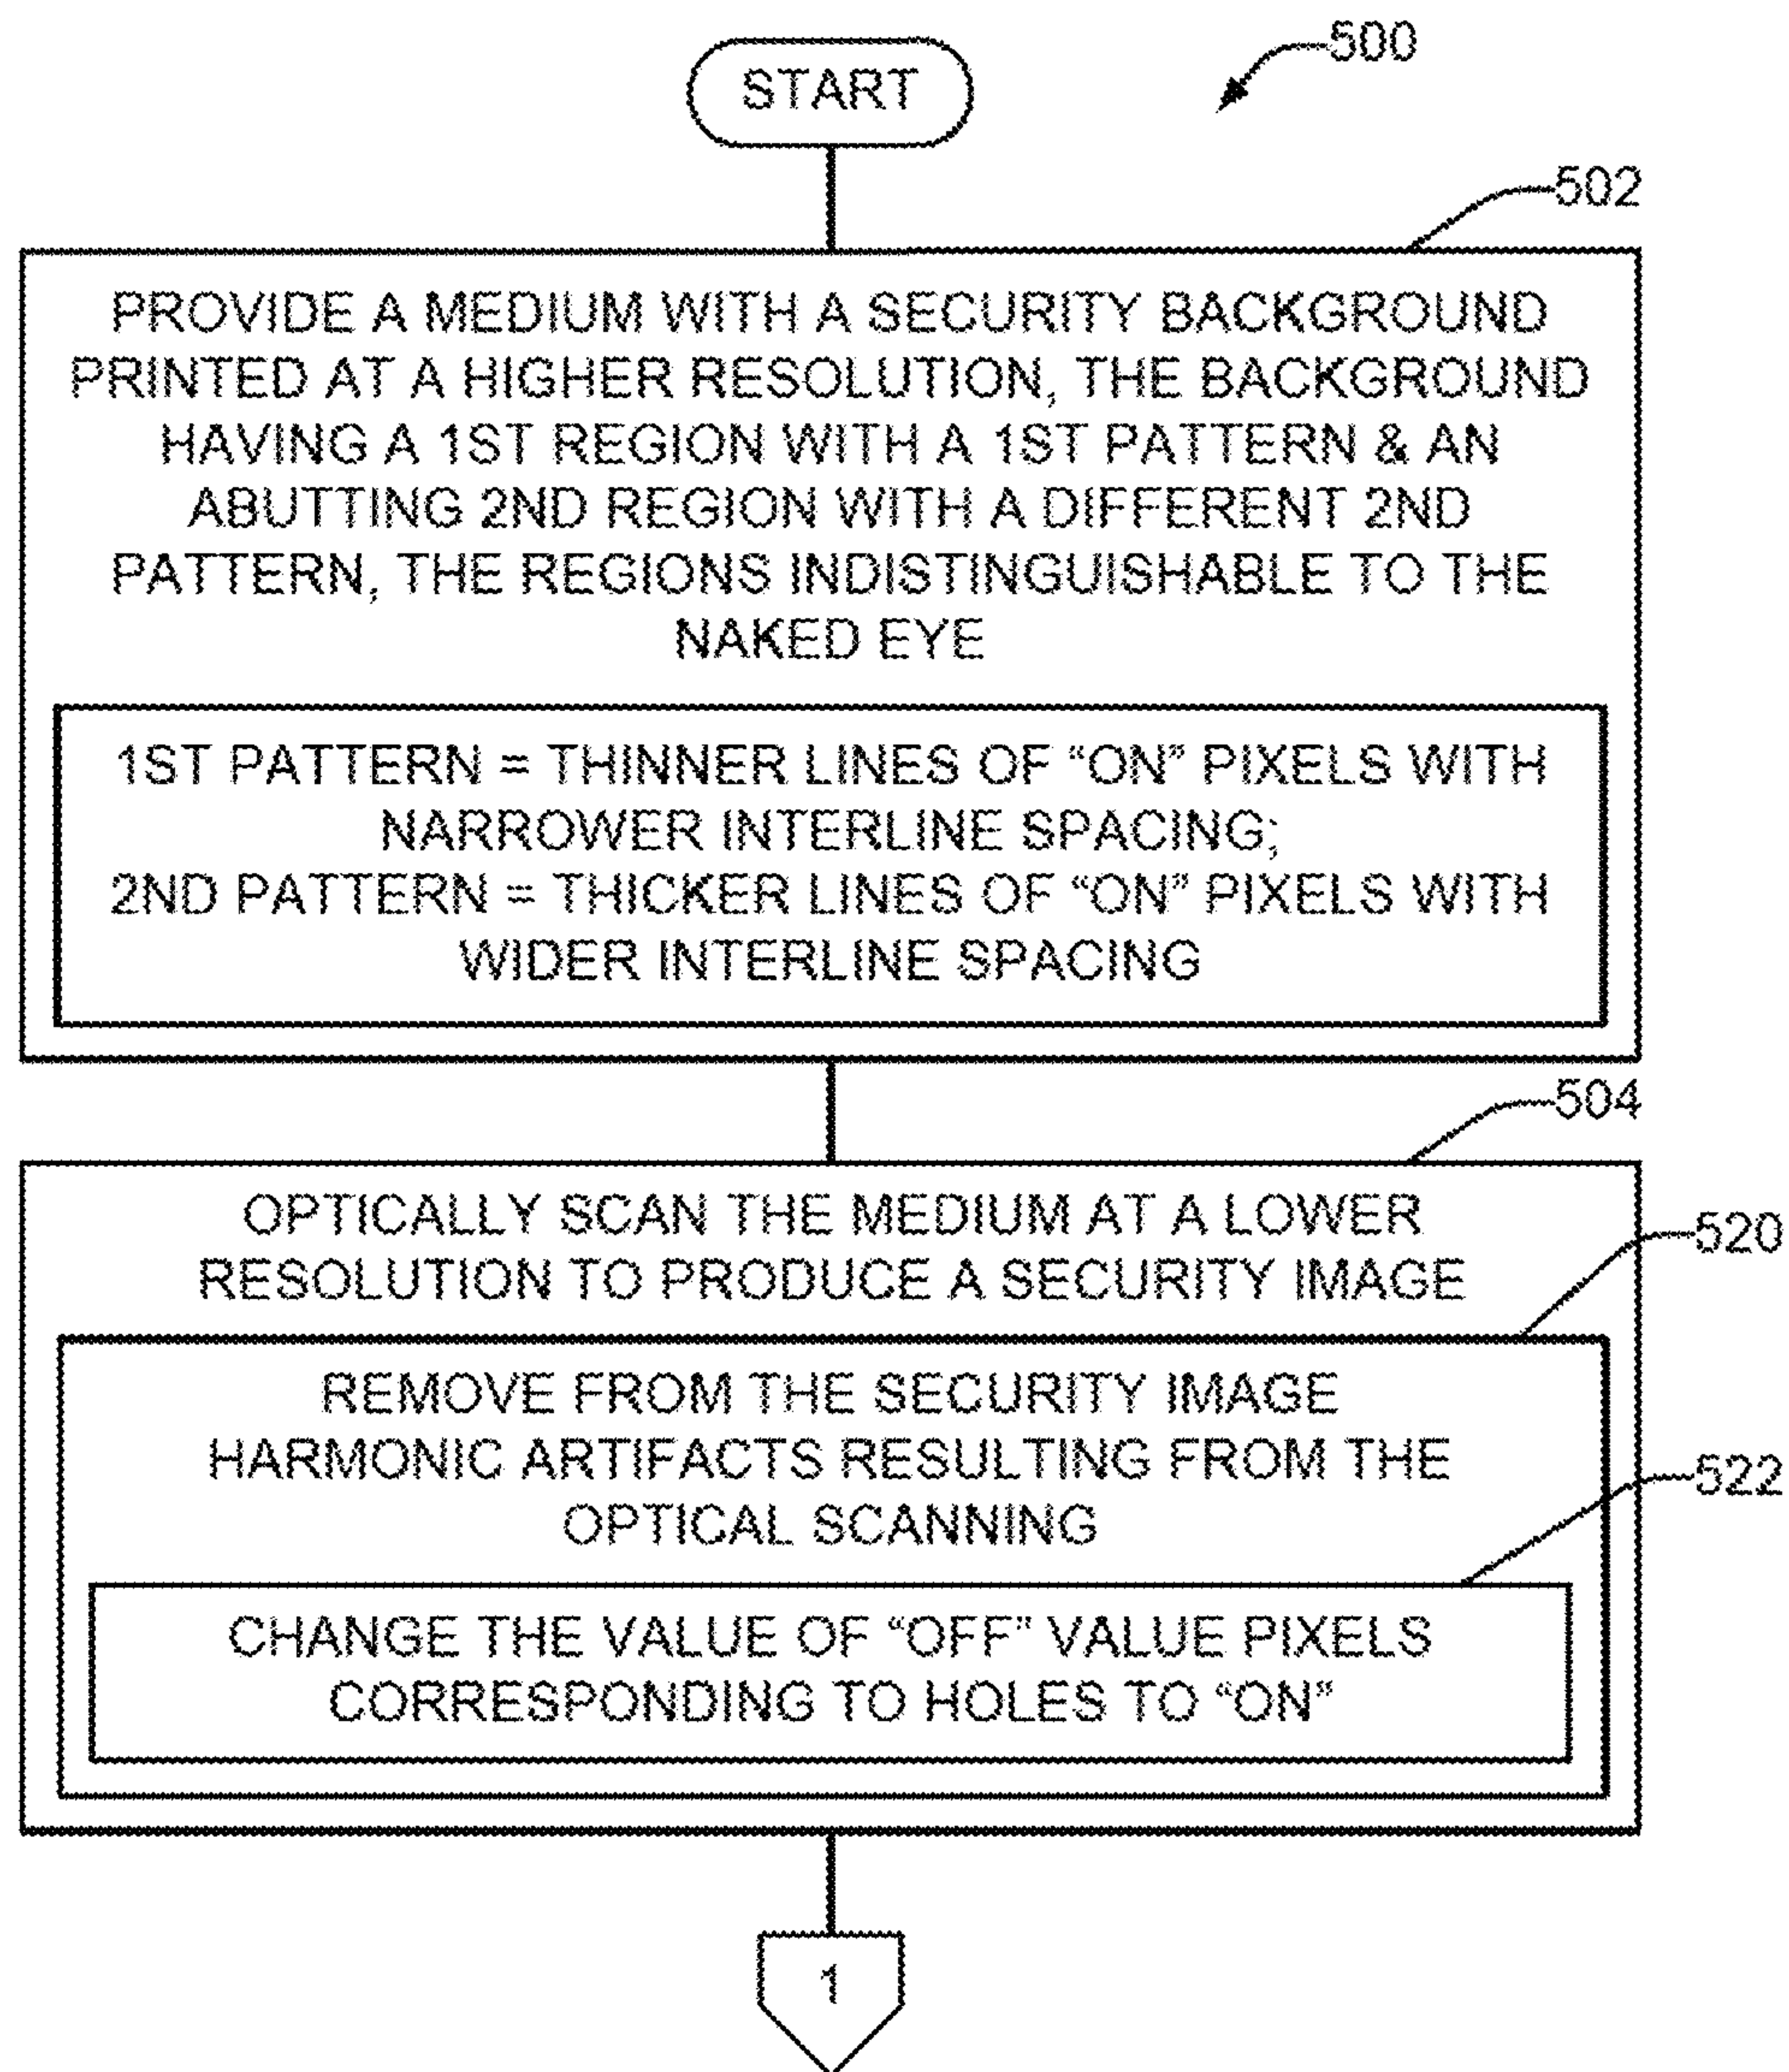 START
500
502
PROVIDE A MEDIUM WITH A SECURITY BACKGROUND
PRINTED AT A HIGHER RESOLUTION, THE BACKGROUND
HAVING A 1ST REGION WITH A 1ST PATTERN & AN
ABUTTING 2ND REGION WITH A DIFFERENT 2ND
PATTERN, THE REGIONS INDISTINGUISHABLE TO THE
NAKED EYE
1ST PATTERN = THINNER LINES OF “ON” PIXELS WITH
NARROWER INTERLINE SPACING;
2ND PATTERN = THICKER LINES OF “ON” PIXELS WITH
WIDER INTERLINE SPACING
504
OPTICALLY SCAN THE MEDIUM AT A LOWER
RESOLUTION TO PRODUCE A SECURITY IMAGE
520
REMOVE FROM THE SECURITY IMAGE
HARMONIC ARTIFACTS RESULTING FROM THE
OPTICAL SCANNING
522
CHANGE THE VALUE OF “OFF” VALUE PIXELS
CORRESPONDING TO HOLES TO “ON”
1